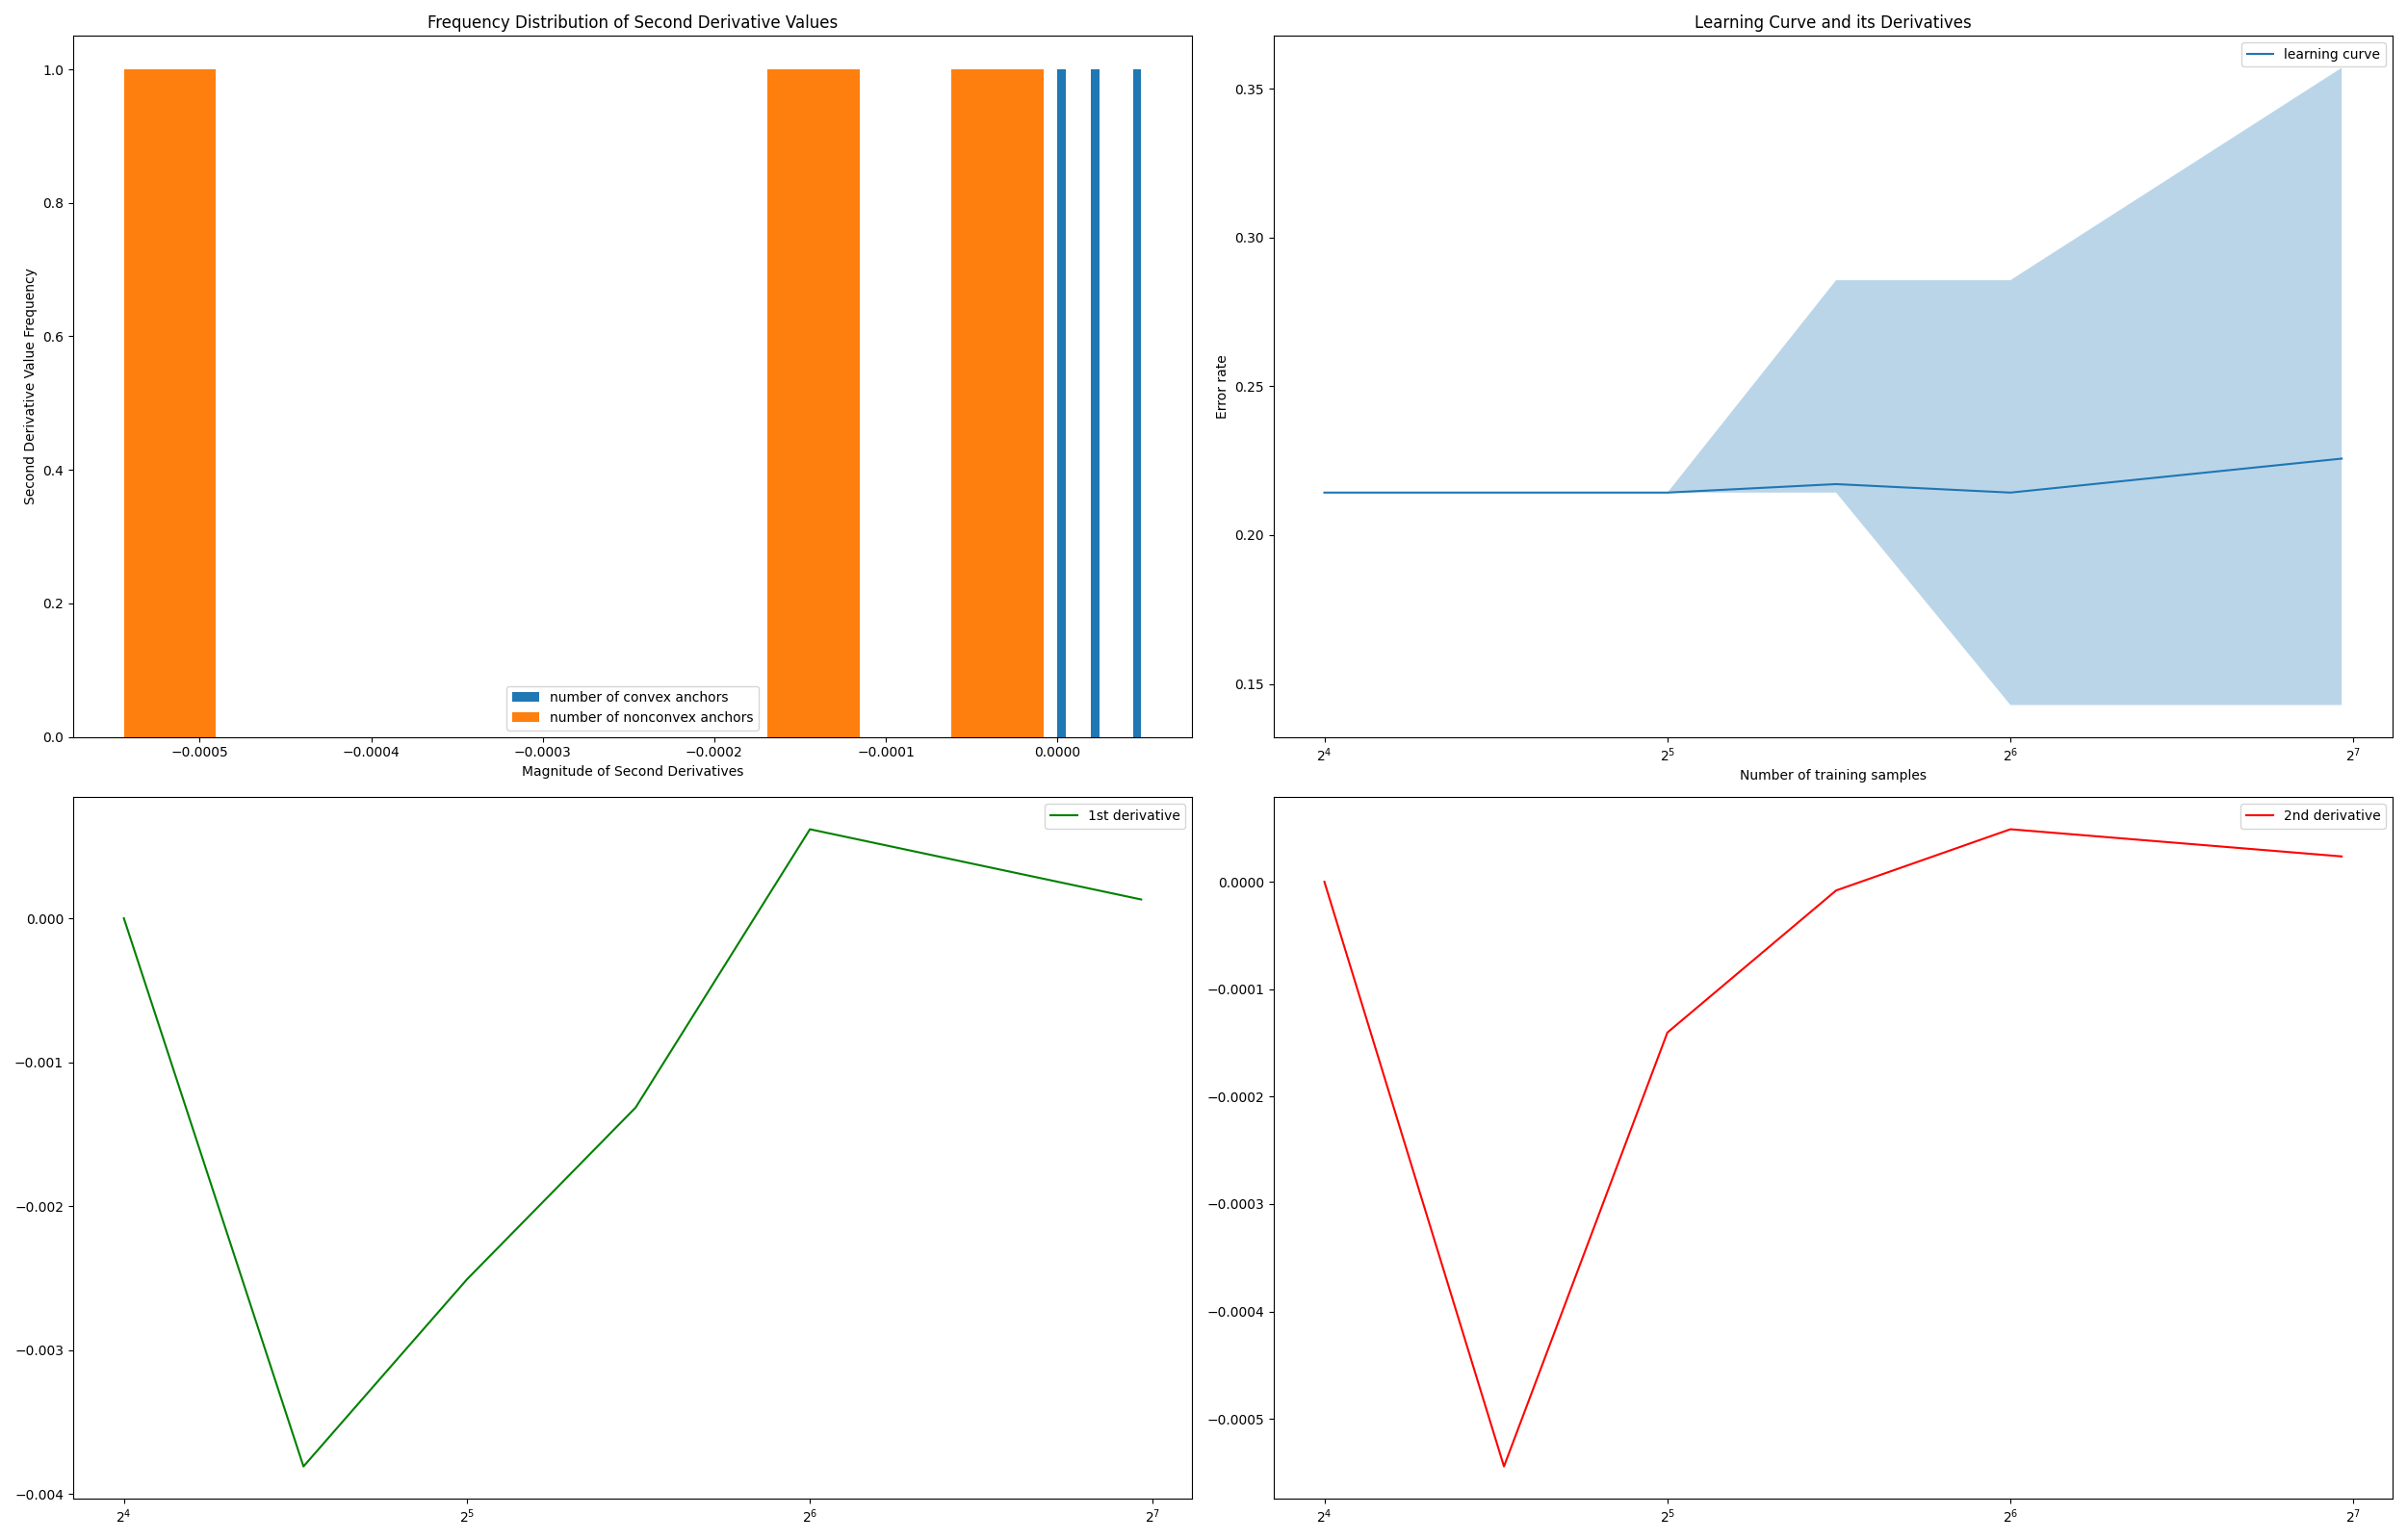 Frequency Distribution of Second Derivative Values
Second Derivative Value Frequency
1.0
0.8
0.6
0.4
0.2
0.0
number of convex anchors
number of nonconvex anchors
−0.0005 −0.0004 −0.0003 −0.0002 −0.0001 0.0000
Magnitude of Second Derivatives
Learning Curve and its Derivatives
learning curve
Error rate
0.35
0.30
0.25
0.20
0.15
2⁴ 2⁵ 2⁶ 2⁷
Number of training samples
1st derivative
0.000
−0.001
−0.002
−0.003
−0.004
2⁴ 2⁵ 2⁶ 2⁷
2nd derivative
0.0000
−0.0001
−0.0002
−0.0003
−0.0004
−0.0005
2⁴ 2⁵ 2⁶ 2⁷